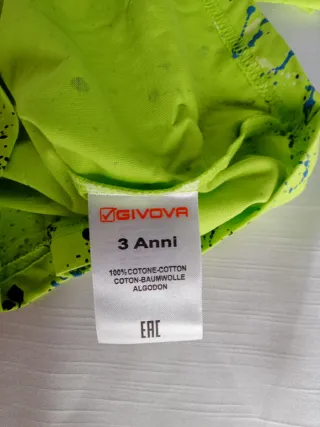 GIVOVA
3 Anni
100%COTONE-COTTON
COTON-BAUMWOLLE
ALGODON
EAC